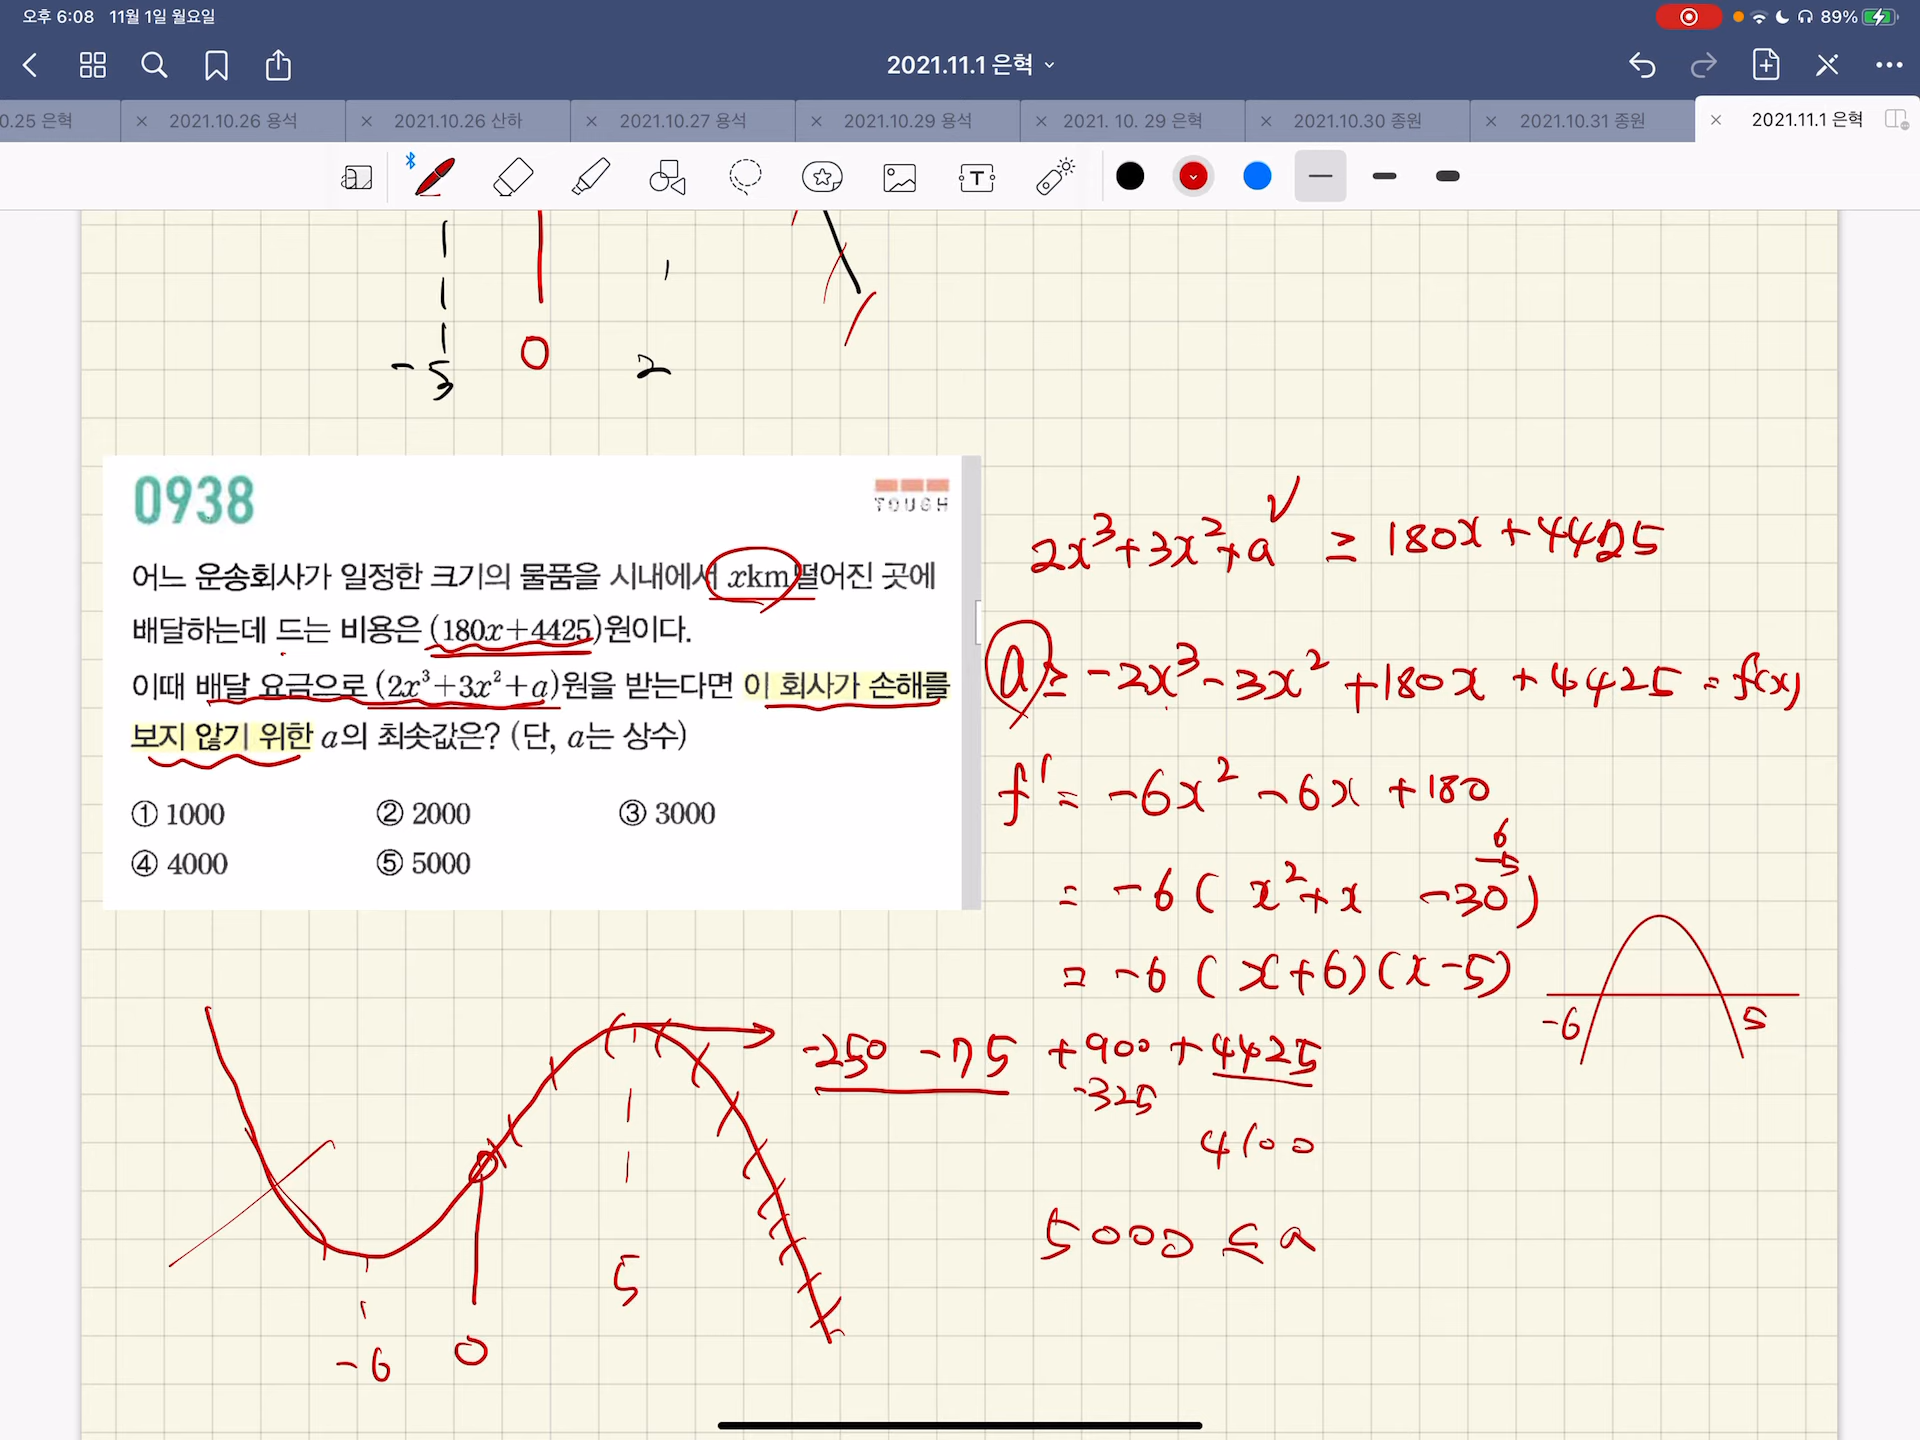 오후 6:08 11월 1일 월요일
89%
2021.11.1 은혁
0.25 은혁
2021.10.26 용석
2021.10.26 산하
2021.10.27 용석
2021.10.29 용석
2021. 10. 29 은혁
2021.10.30 종원
2021.10.31 종원
2021.11.1 은혁
-5 0 2
0938
TOUGH
어느 운송회사가 일정한 크기의 물품을 시내에서 xkm 떨어진 곳에
배달하는데 드는 비용은 (180x+4425)원이다.
이때 배달 요금으로 (2x³+3x²+a)원을 받는다면 이 회사가 손해를
보지 않기 위한 a의 최솟값은? (단, a는 상수)
① 1000 ② 2000 ③ 3000
④ 4000 ⑤ 5000
2x³+3x²+a ≥ 180x+4425
a ≥ -2x³-3x²+180x+4425 = f(x)
f' = -6x²-6x+180
6
-5
= -6(x²+x -30)
= -6(x+6)(x-5)
-6 5
-250 -75 +900 +4425
-325
4100
5000 ≤ a
-6 0 5